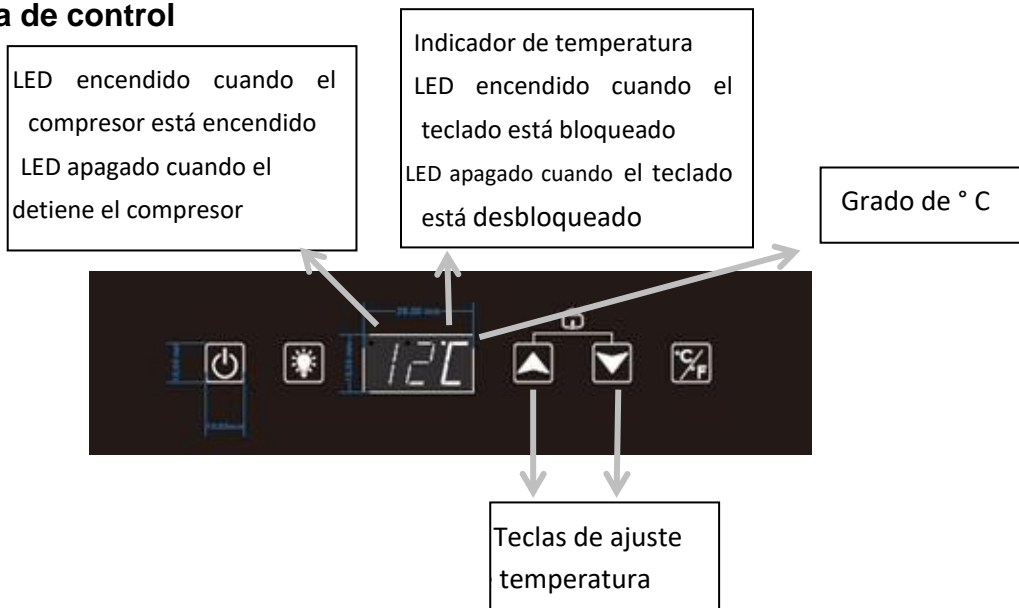 a de control
LED encendido cuando el
compresor está encendido
LED apagado cuando el
detiene el compresor
Indicador de temperatura
LED encendido cuando el
teclado está bloqueado
LED apagado cuando el teclado
está desbloqueado
Grado de ° C
12°C
°C/F
Teclas de ajuste
temperatura